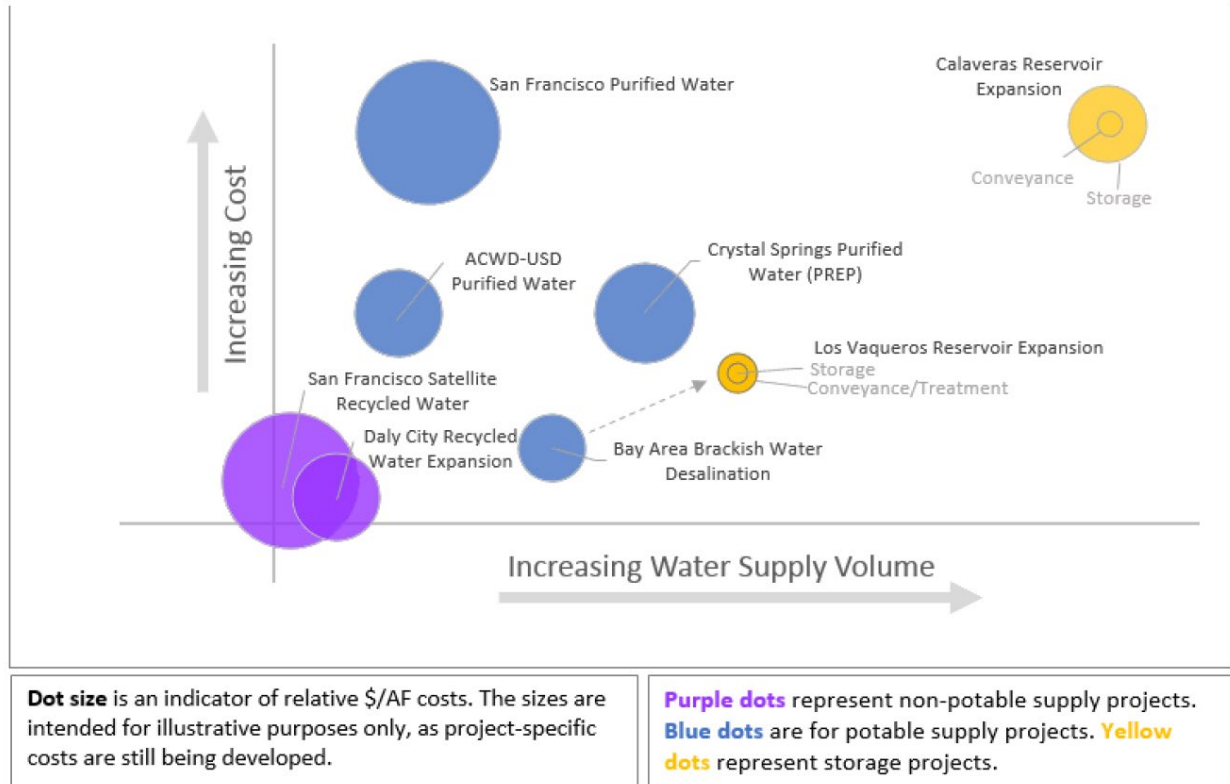 San Francisco Purified Water
Calaveras Reservoir
Expansion
Conveyance
Storage
Increasing Cost
ACWD-USD
Purified Water
Crystal Springs Purified
Water (PREP)
Los Vaqueros Reservoir Expansion
Storage
Conveyance/Treatment
San Francisco Satellite
Recycled Water
Daly City Recycled
Water Expansion
Bay Area Brackish Water
Desalination
Increasing Water Supply Volume
Dot size is an indicator of relative $/AF costs. The sizes are
intended for illustrative purposes only, as project-specific
costs are still being developed.
Purple dots represent non-potable supply projects.
Blue dots are for potable supply projects. Yellow
dots represent storage projects.